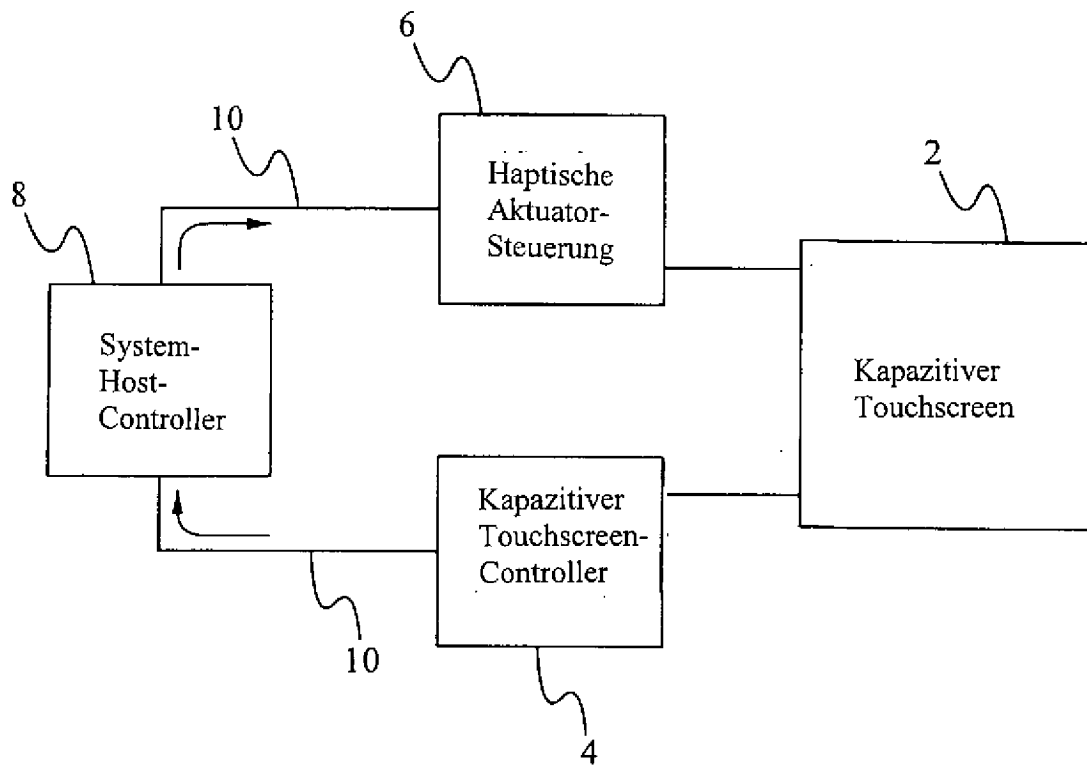 6
10
2
8
Haptische
Aktuator-
Steuerung
System-
Host-
Controller
Kapazitiver
Touchscreen
Kapazitiver
Touchscreen-
Controller
10
4